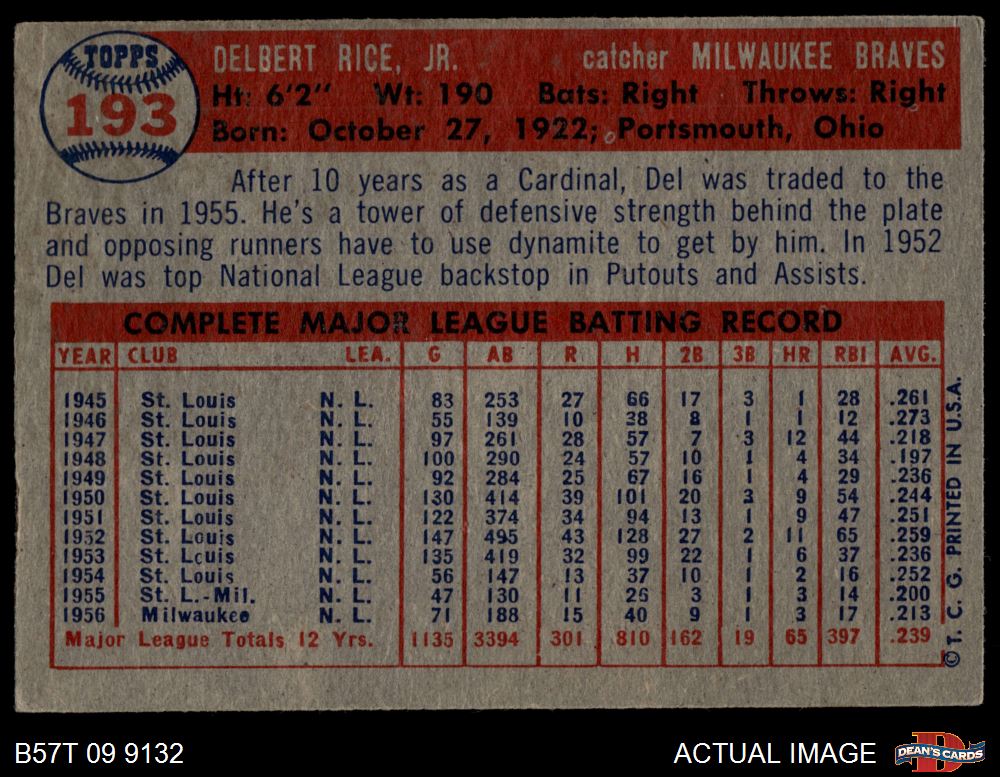 TOPPS
193
DELBERT RICE, JR. catcher MILWAUKEE BRAVES
Ht: 6'2" Wt: 190 Bats: Right Throws: Right
Born: October 27, 1922; Portsmouth, Ohio
After 10 years as a Cardinal, Del was traded to the
Braves in 1955. He's a tower of defensive strength behind the plate
and opposing runners have to use dynamite to get by him. In 1952
Del was top National League backstop in Putouts and Assists.
COMPLETE MAJOR LEAGUE BATTING RECORD
YEAR CLUB LEA. G AB R H 2B 3B HR RBI AVG.
1945 St. Louis N. L. 83 253 27 66 17 3 1 28 .261
1946 St. Louis N. L. 55 139 10 38 8 1 1 12 .273
1947 St. Louis N. L. 97 261 28 57 7 3 12 44 .218
1948 St. Louis N. L. 100 290 24 57 10 1 4 34 .197
1949 St. Louis N. L. 92 284 25 67 16 1 4 29 .236
1950 St. Louis N. L. 130 414 39 101 20 3 9 54 .244
1951 St. Louis N. L. 122 374 34 94 13 1 9 47 .251
1952 St. Louis N. L. 147 495 43 128 27 2 11 65 .259
1953 St. Louis N. L. 135 419 32 99 22 1 6 37 .236
1954 St. Louis N. L. 56 147 13 37 10 1 2 16 .252
1955 St. L.-Mil. N. L. 47 130 11 26 3 1 3 14 .200
1956 Milwaukee N. L. 71 188 15 40 9 1 3 17 .213
Major League Totals 12 Yrs. 1135 3394 301 810 162 19 65 397 .239
© T. C. G. PRINTED IN U.S.A.
B57T 09 9132 ACTUAL IMAGE
DEAN'S CARDS